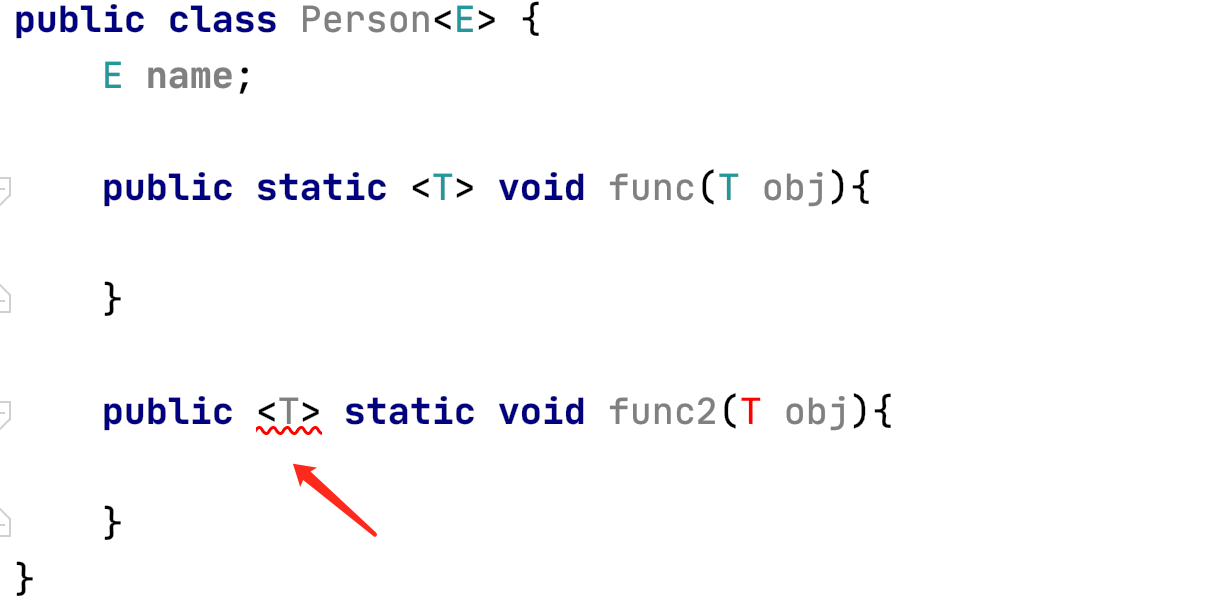 public class Person<E> {
E name;
public static <T> void func(T obj){
}
public <T> static void func2(T obj){
}
}